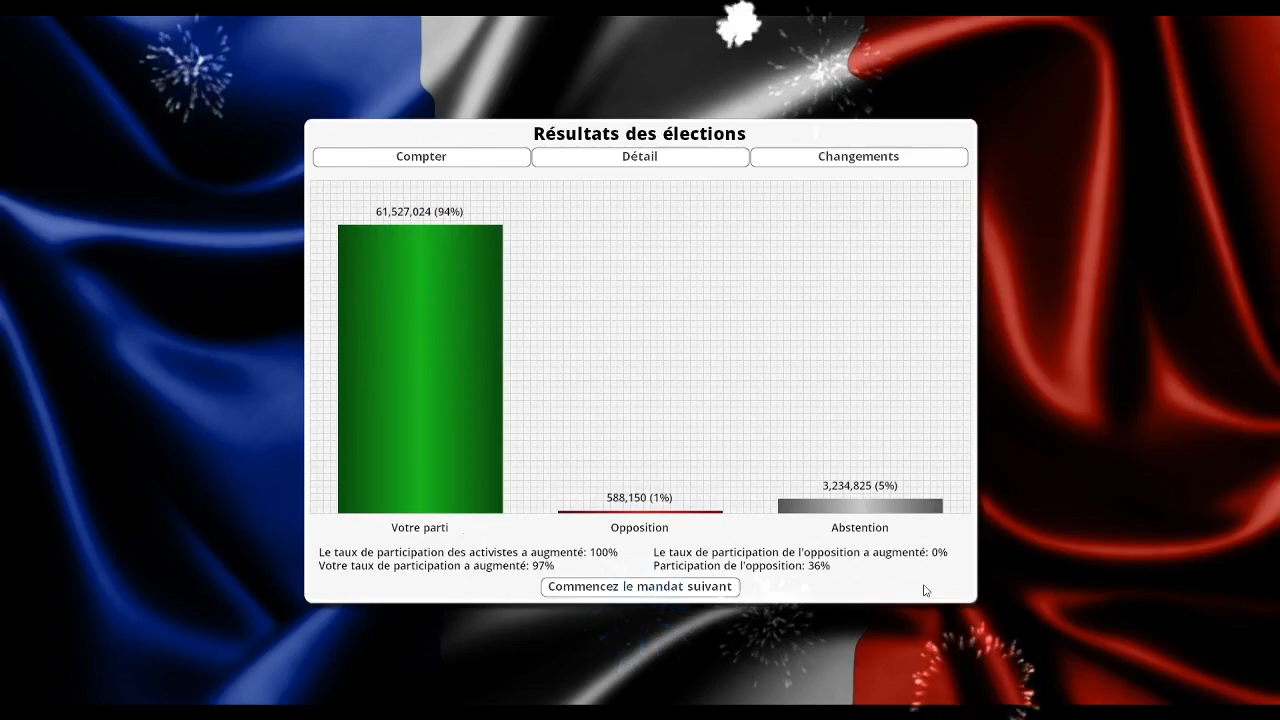 Résultats des élections
Compter
Détail
Changements
61,527,024 (94%)
588,150 (1%)
3,234,825 (5%)
Votre parti
Opposition
Abstention
Le taux de participation des activistes a augmenté: 100%
Le taux de participation de l'opposition a augmenté: 0%
Votre taux de participation a augmenté: 97%
Participation de l'opposition: 36%
Commencez le mandat suivant